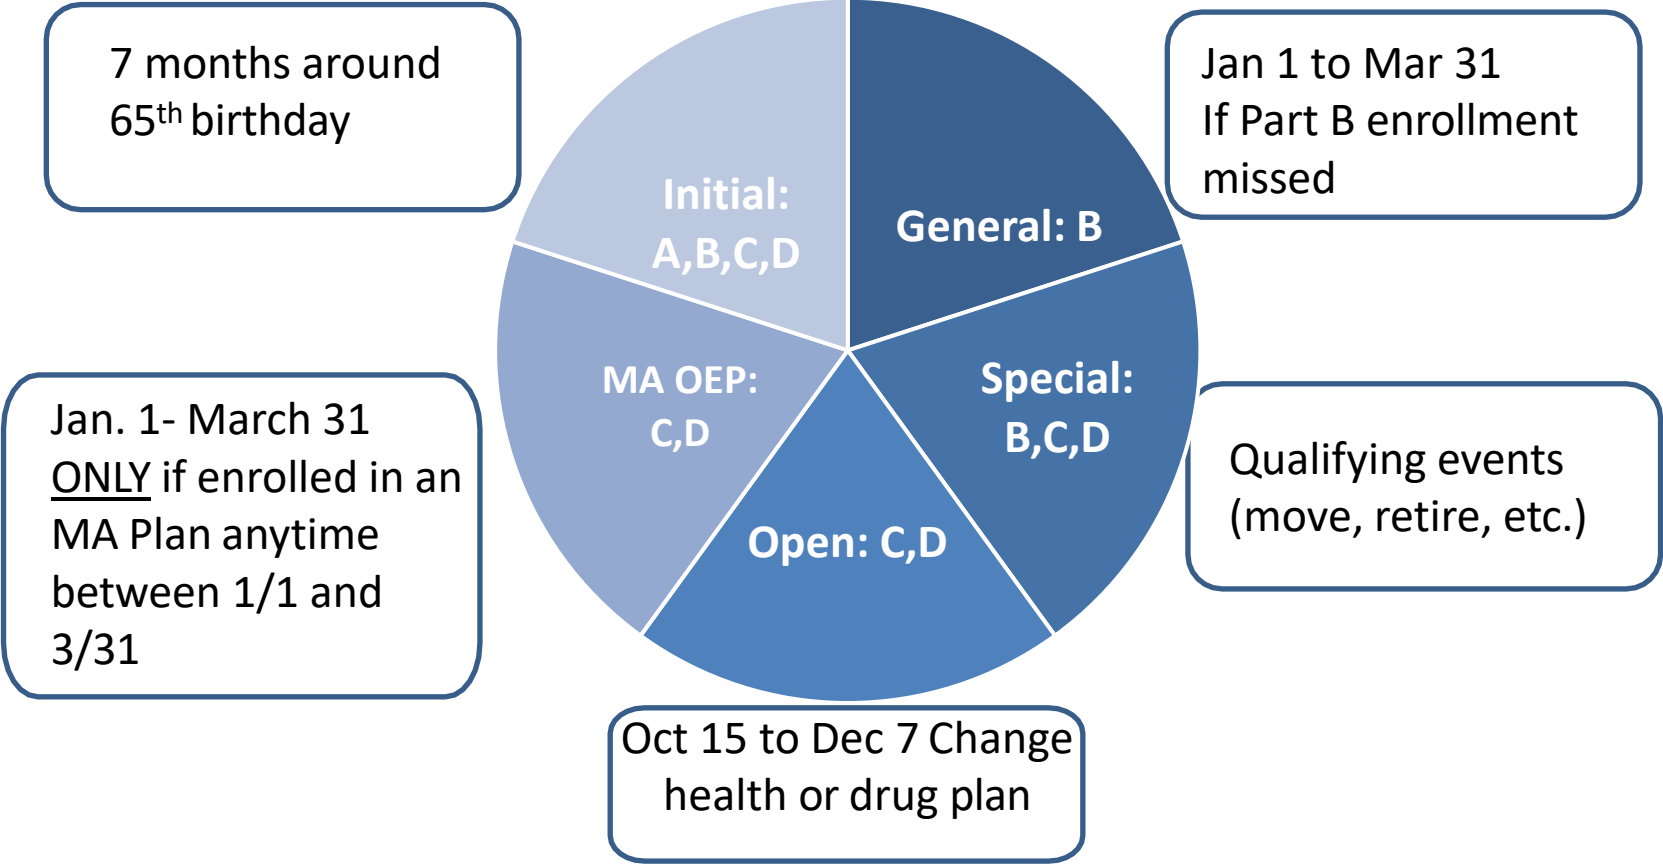 7 months around
65th birthday
Jan 1 to Mar 31
If Part B enrollment
missed
Initial:
A,B,C,D
General: B
MA OEP:
C,D
Special:
B,C,D
Open: C,D
Jan. 1- March 31
ONLY if enrolled in an
MA Plan anytime
between 1/1 and
3/31
Qualifying events
(move, retire, etc.)
Oct 15 to Dec 7 Change
health or drug plan